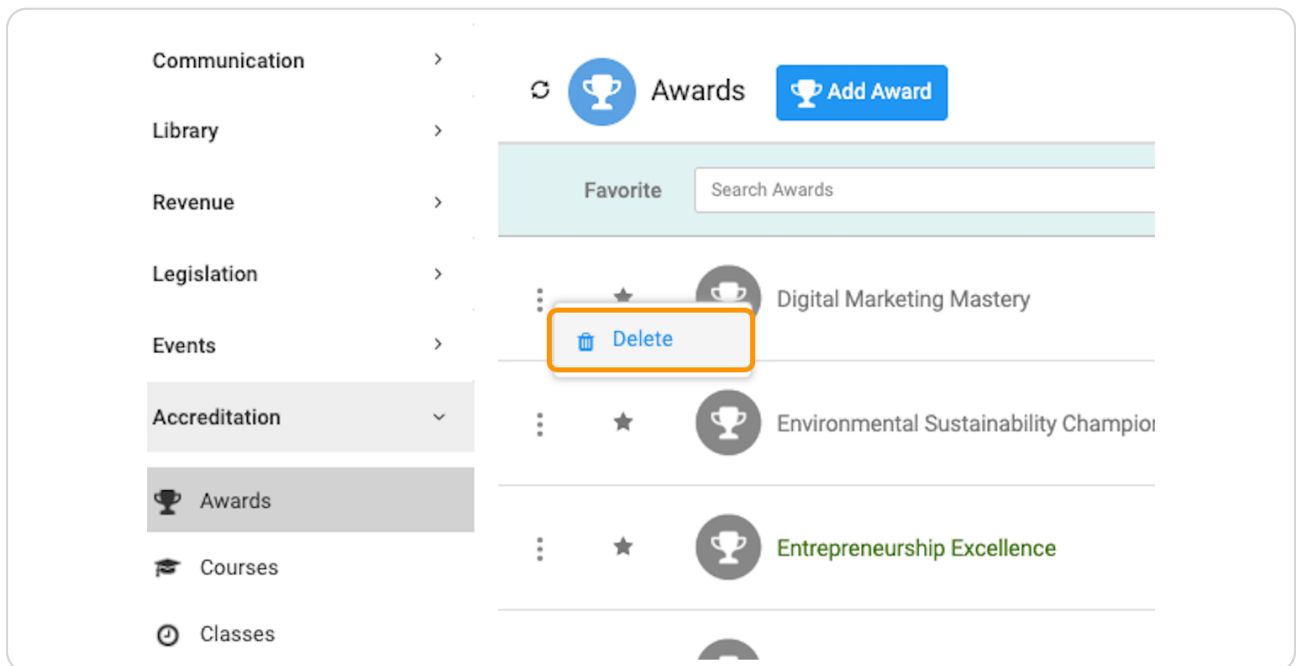 Communication
Library
Revenue
Legislation
Events
Accreditation
Awards
Courses
Classes
Awards
Add Award
Favorite
Search Awards
Digital Marketing Mastery
Delete
Environmental Sustainability Champion
Entrepreneurship Excellence